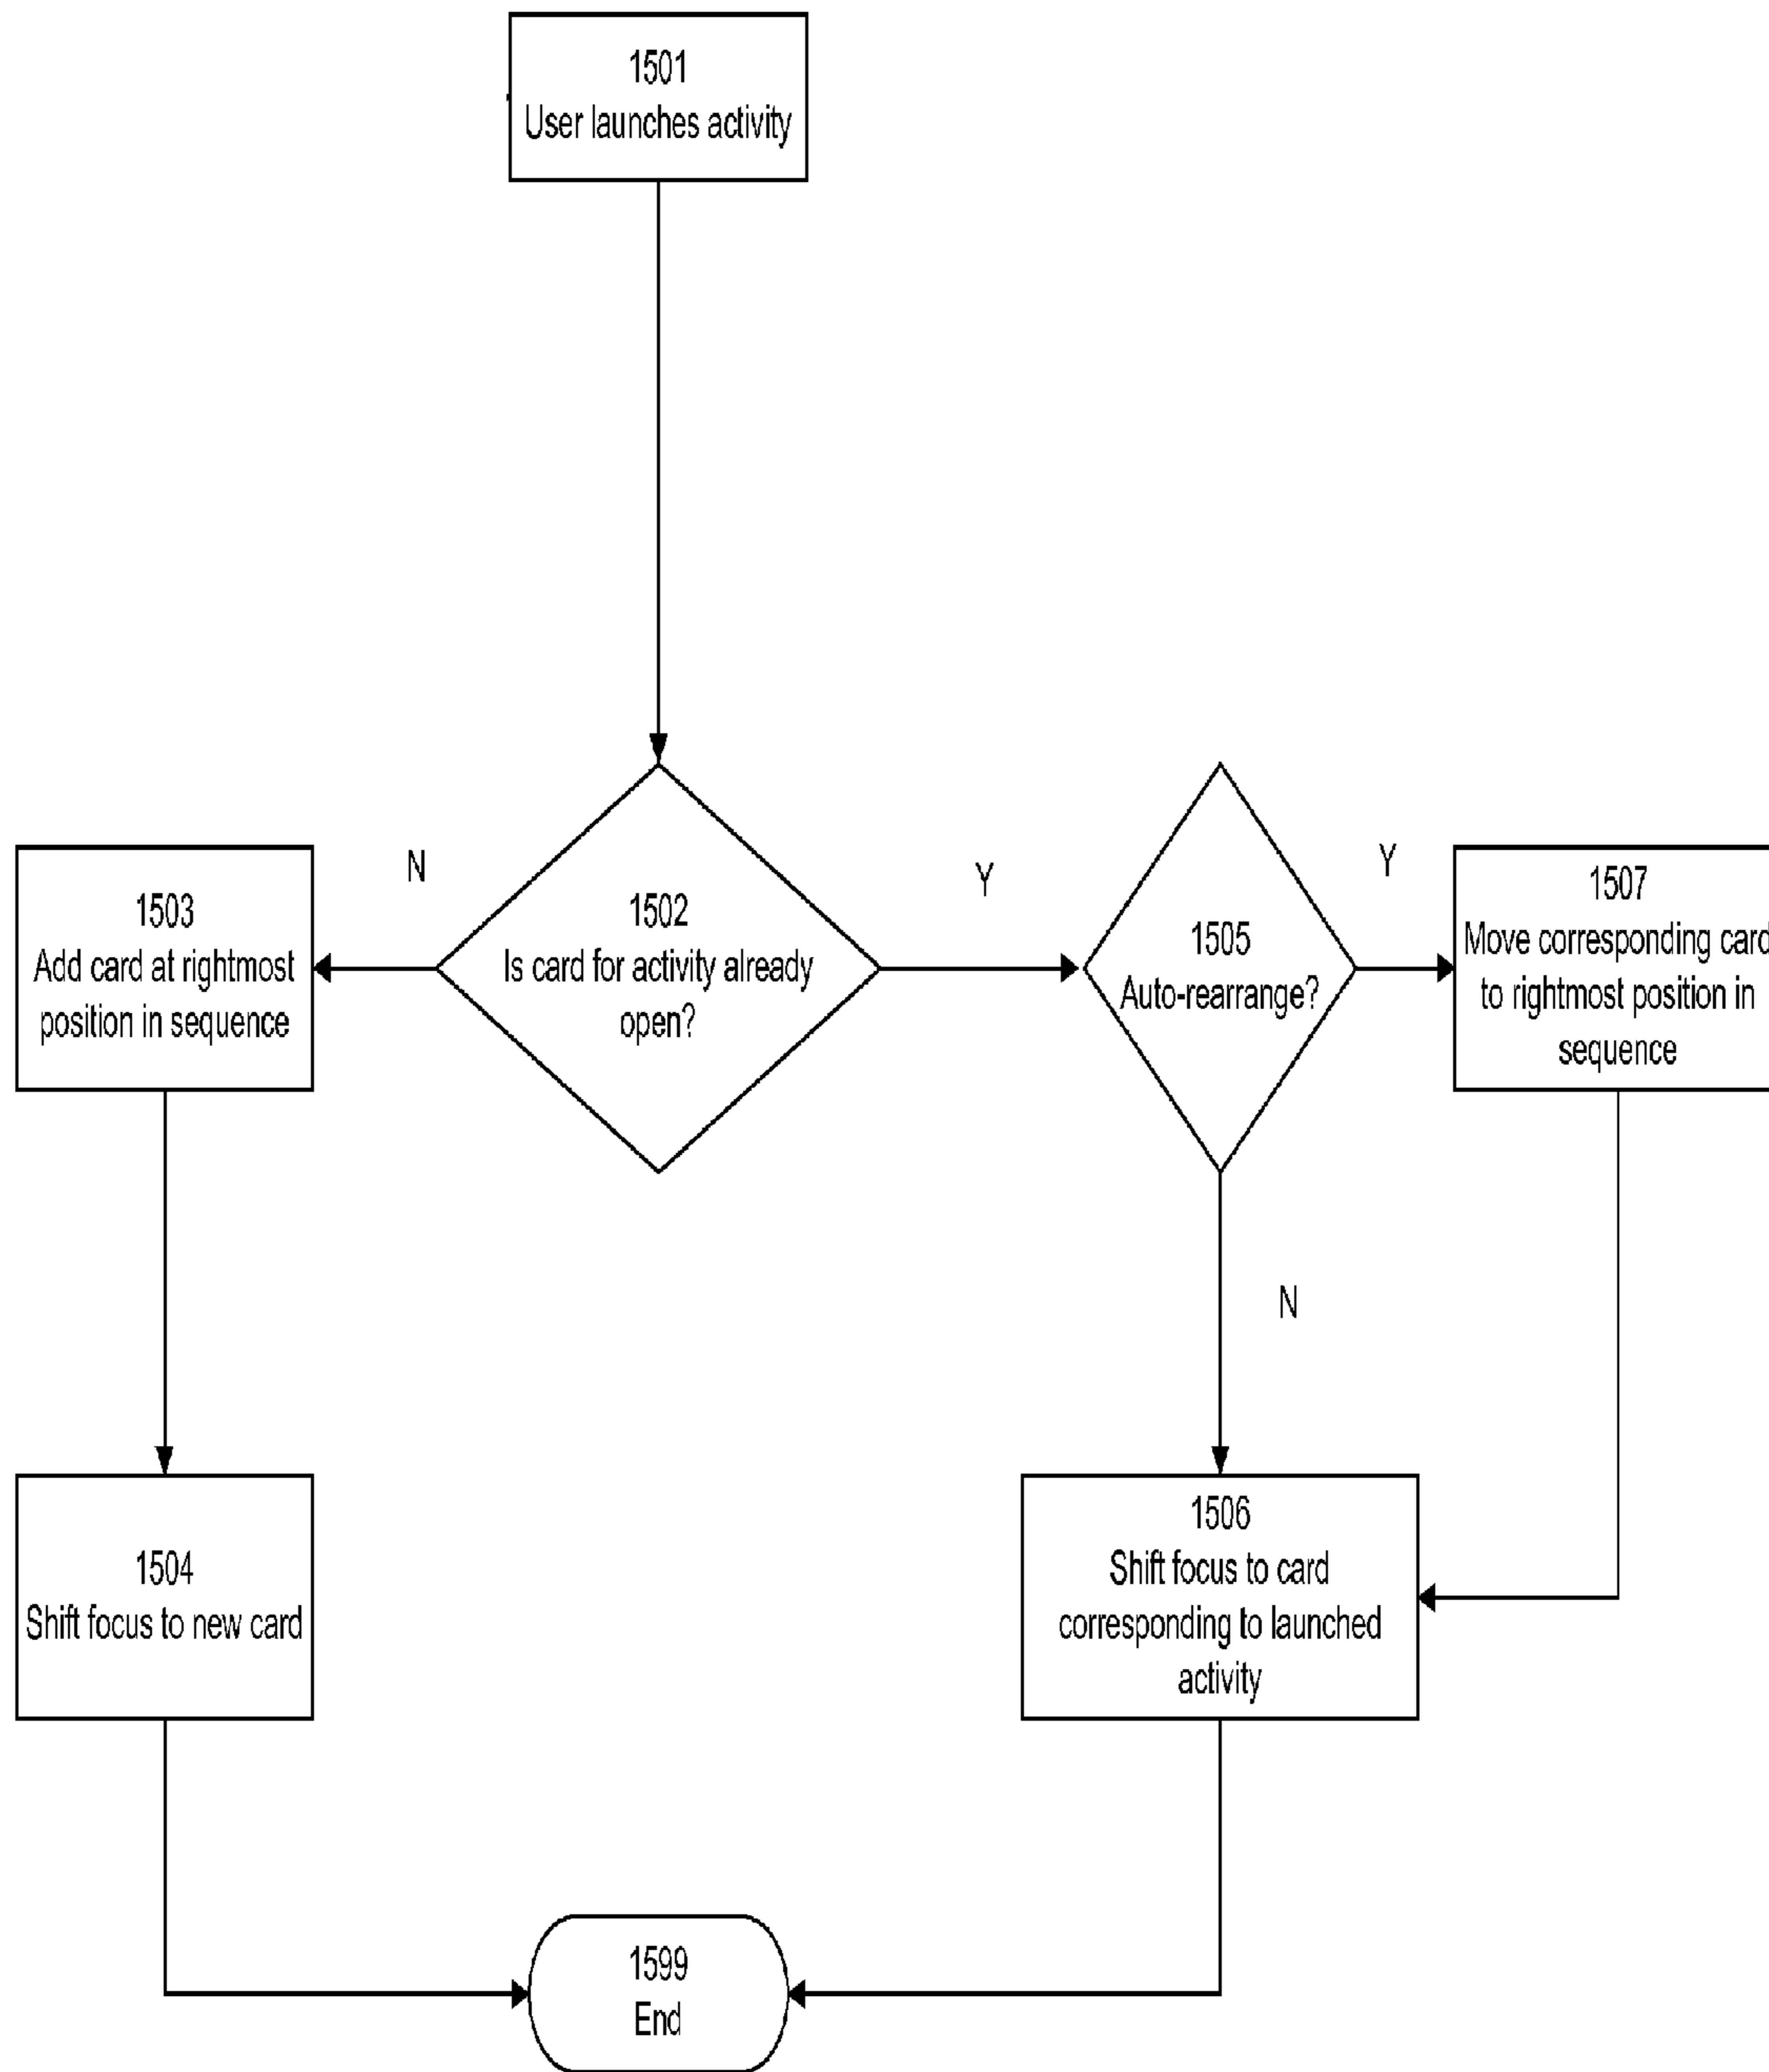 1501
User launches activity
N
Y
Y
1503
Add card at rightmost
position in sequence
1502
Is card for activity already
open?
1505
Auto-rearrange?
1507
Move corresponding card
to rightmost position in
sequence
N
1504
Shift focus to new card
1506
Shift focus to card
corresponding to launched
activity
1599
End